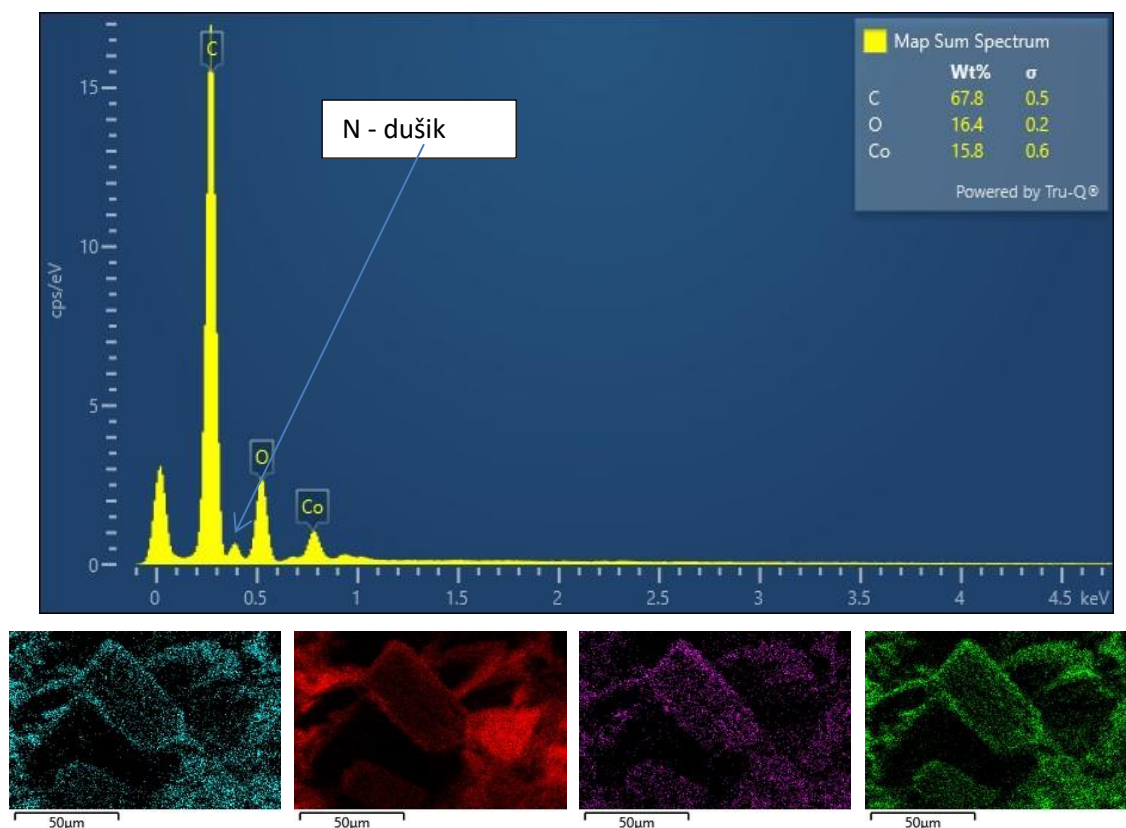 Map Sum Spectrum
Wt% σ
C 67.8 0.5
O 16.4 0.2
Co 15.8 0.6
Powered by Tru-Q®
N - dušik
C
O
Co
cps/eV
15
10
5
0
0 0.5 1 1.5 2 2.5 3 3.5 4 4.5 keV
50µm 50µm 50µm 50µm